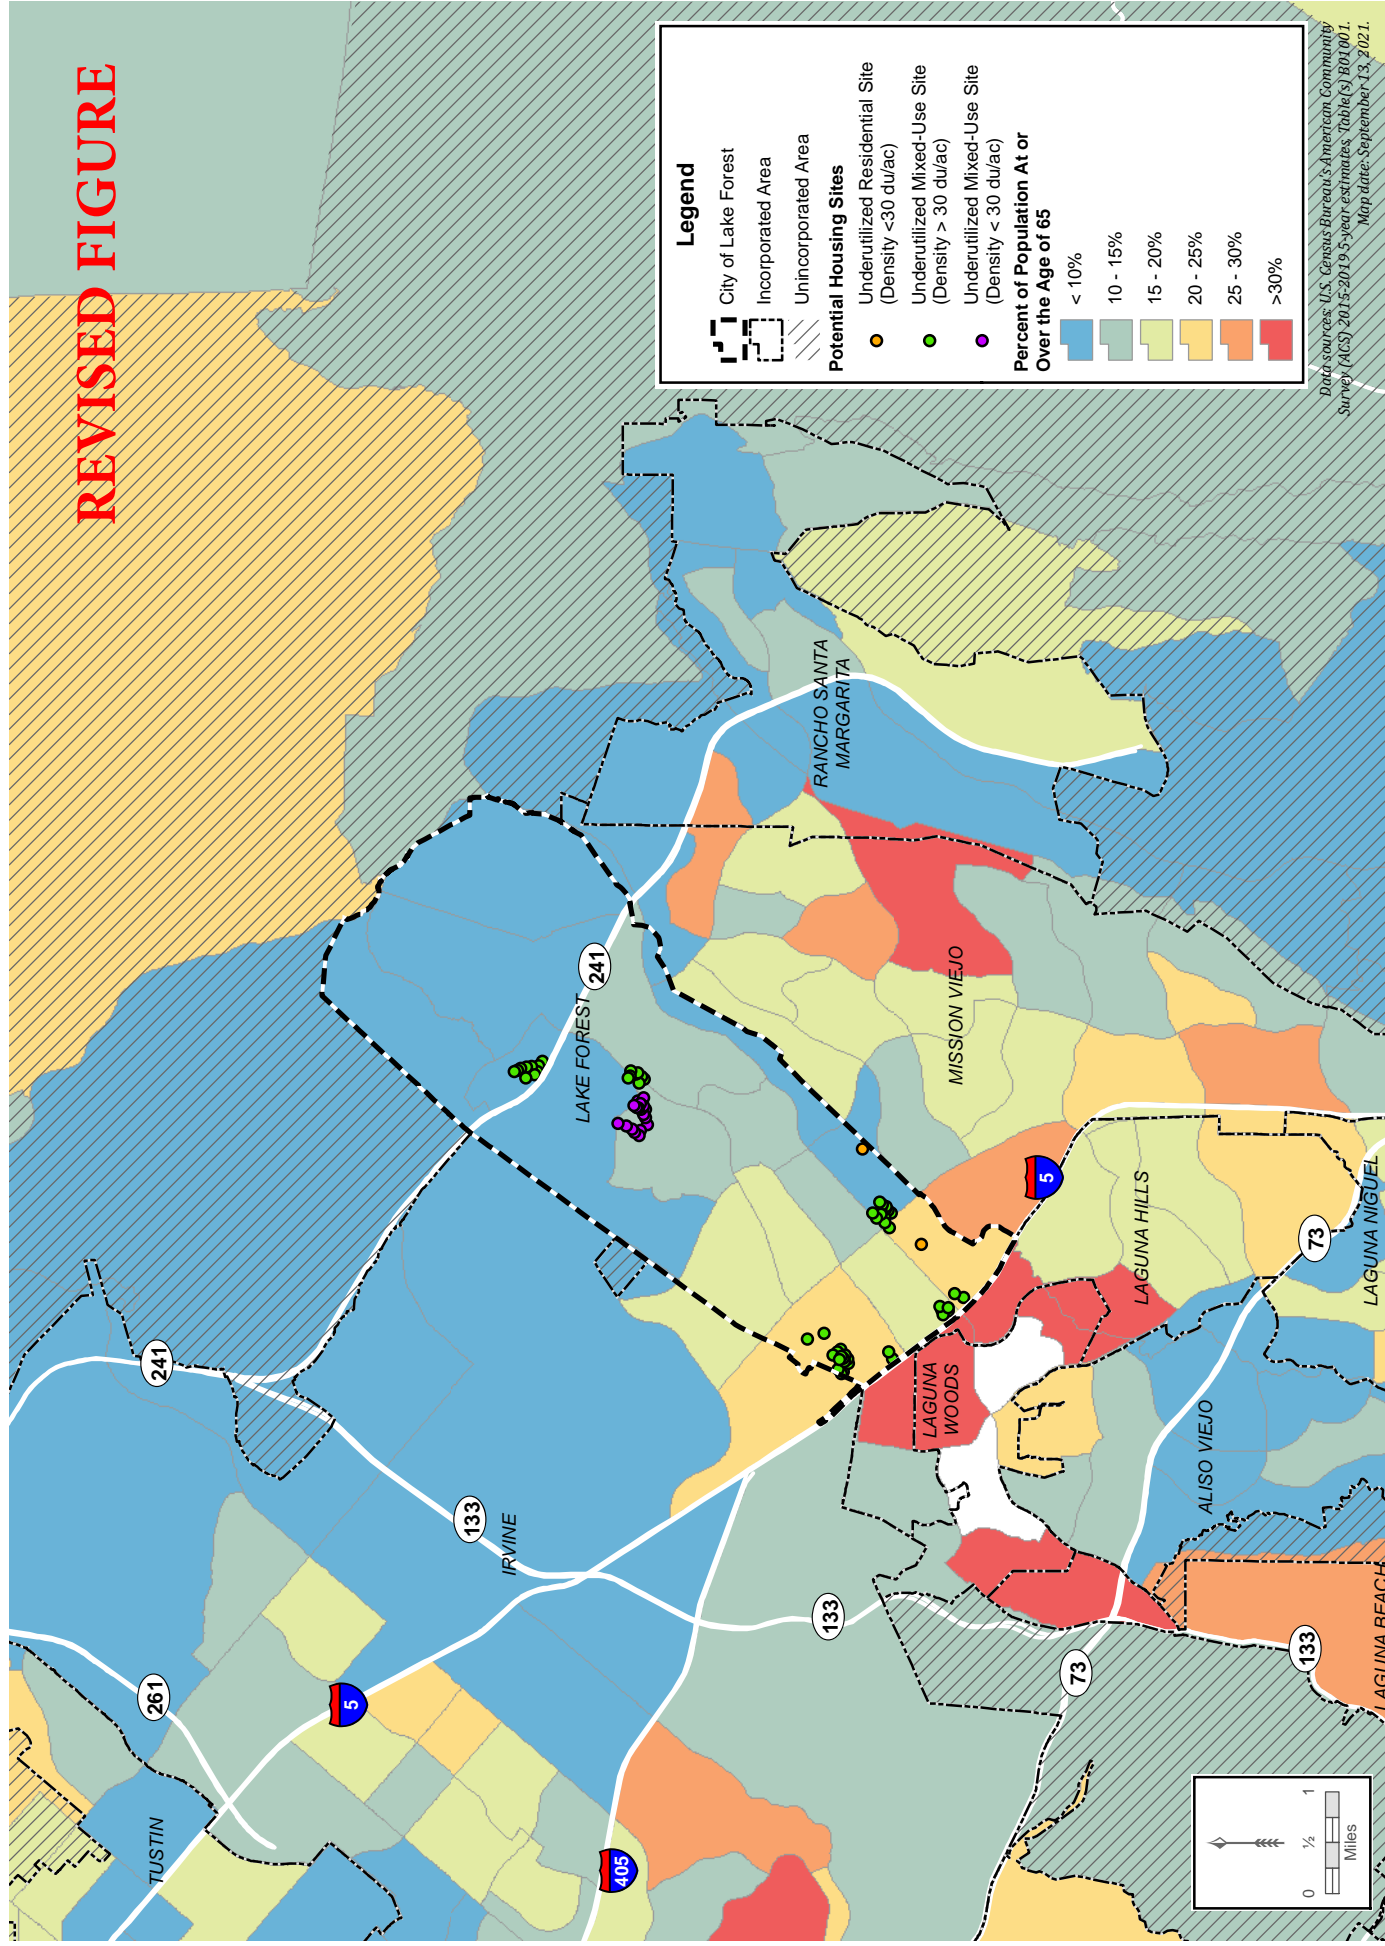 REVISED FIGURE
Legend
City of Lake Forest
Incorporated Area
Unincorporated Area
Potential Housing Sites
Underutilized Residential Site
(Density <30 du/ac)
Underutilized Mixed-Use Site
(Density > 30 du/ac)
Underutilized Mixed-Use Site
(Density < 30 du/ac)
Percent of Population At or
Over the Age of 65
< 10%
10 - 15%
15 - 20%
20 - 25%
25 - 30%
>30%
Data sources: U.S. Census Bureau's American Community
Survey (ACS) 2015-2019 5-year estimates, Table(s) B01001.
Map date: September 13, 2021.
TUSTIN
261
5
241
133
IRVINE
405
LAKE FOREST
241
RANCHO SANTA
MARGARITA
133
LAGUNA
WOODS
MISSION VIEJO
5
LAGUNA HILLS
73
ALISO VIEJO
73
133
LAGUNA NIGUEL
LAGUNA BEACH
0
½
1
Miles